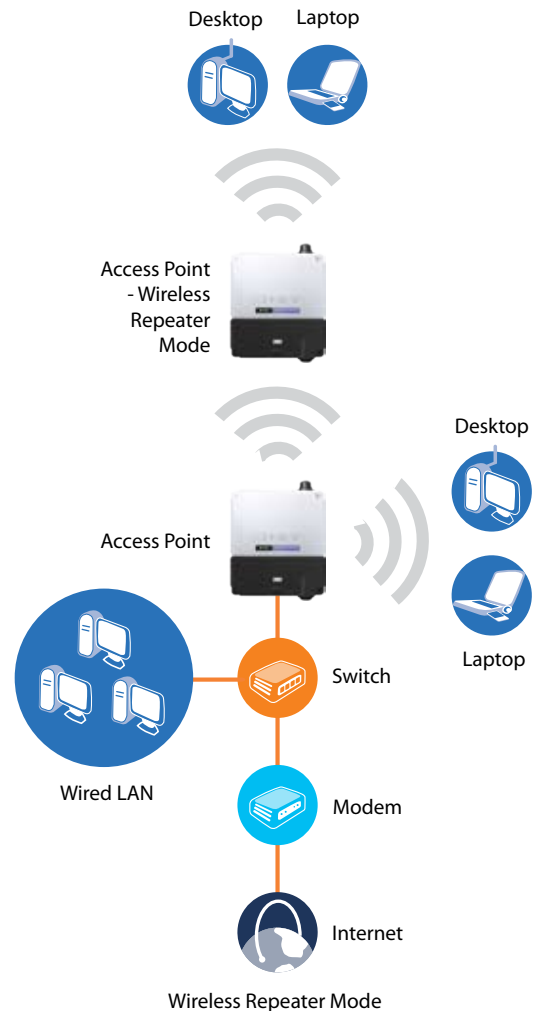 Desktop
Laptop
Access Point
- Wireless
Repeater
Mode
Desktop
Access Point
Laptop
Switch
Wired LAN
Modem
Internet
Wireless Repeater Mode